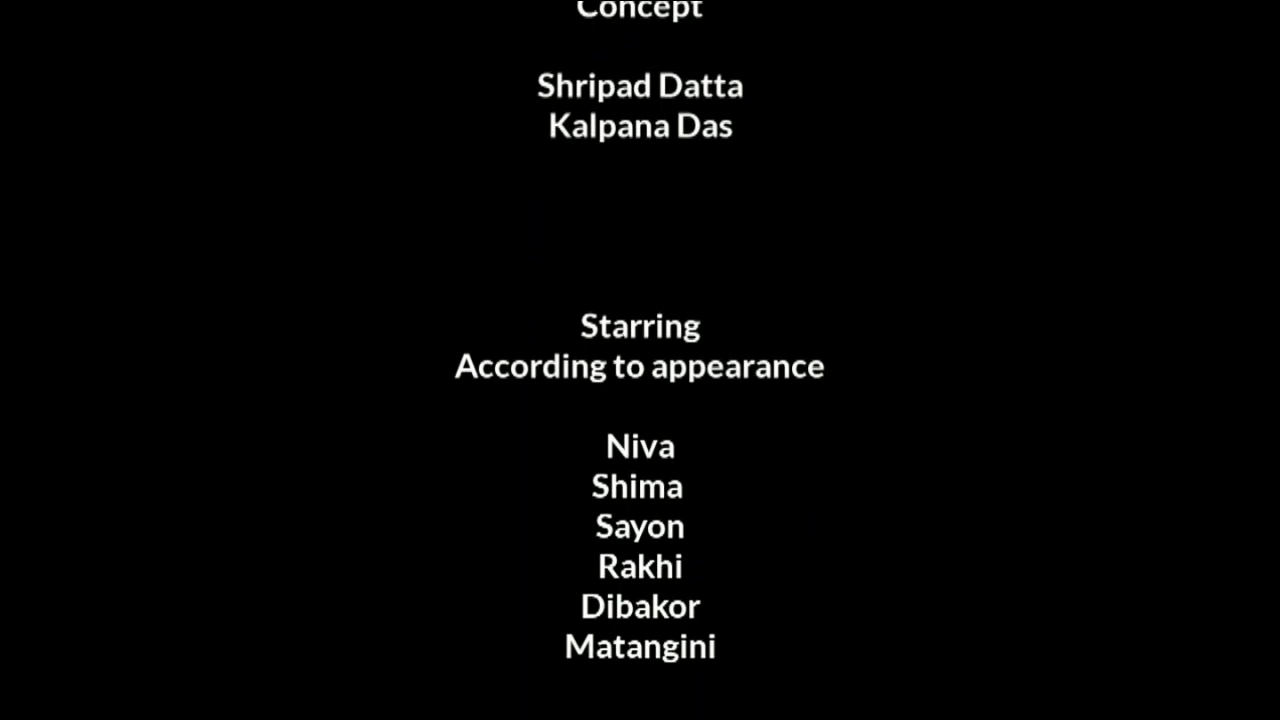 Concept
Shripad Datta
Kalpana Das
Starring
According to appearance
Niva
Shima
Sayon
Rakhi
Dibakor
Matangini